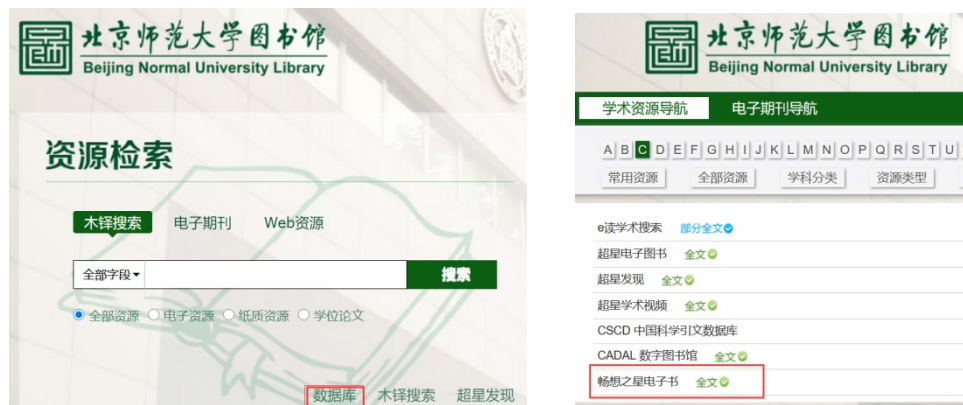 北京师范大学图书馆
Beijing Normal University Library
资源检索
木铎搜索 电子期刊 Web资源
全部字段 搜索
全部资源 电子资源 纸质资源 学位论文
数据库 木铎搜索 超星发现
北京师范大学图书馆
Beijing Normal University Library
学术资源导航 电子期刊导航
A B C D E F G H I J K L M N O P Q R S T U
常用资源 全部资源 学科分类 资源类型
e读学术搜索 部分全文
超星电子图书 全文
超星发现 全文
超星学术视频 全文
CSCD 中国科学引文数据库
CADAL 数字图书馆 全文
畅想之星电子书 全文